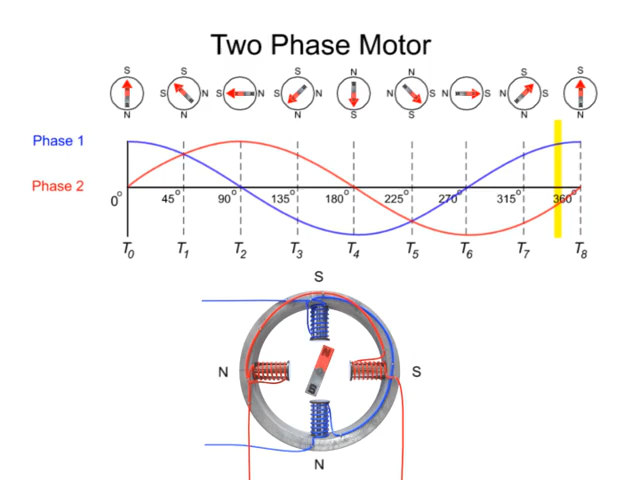 Two Phase Motor
S S N N N S S
S N S N S N N S N S N S
N N S S S N N
Phase 1
Phase 2
0° 45° 90° 135° 180° 225° 270° 315° 360°
T0 T1 T2 T3 T4 T5 T6 T7 T8
S
N S
S
N